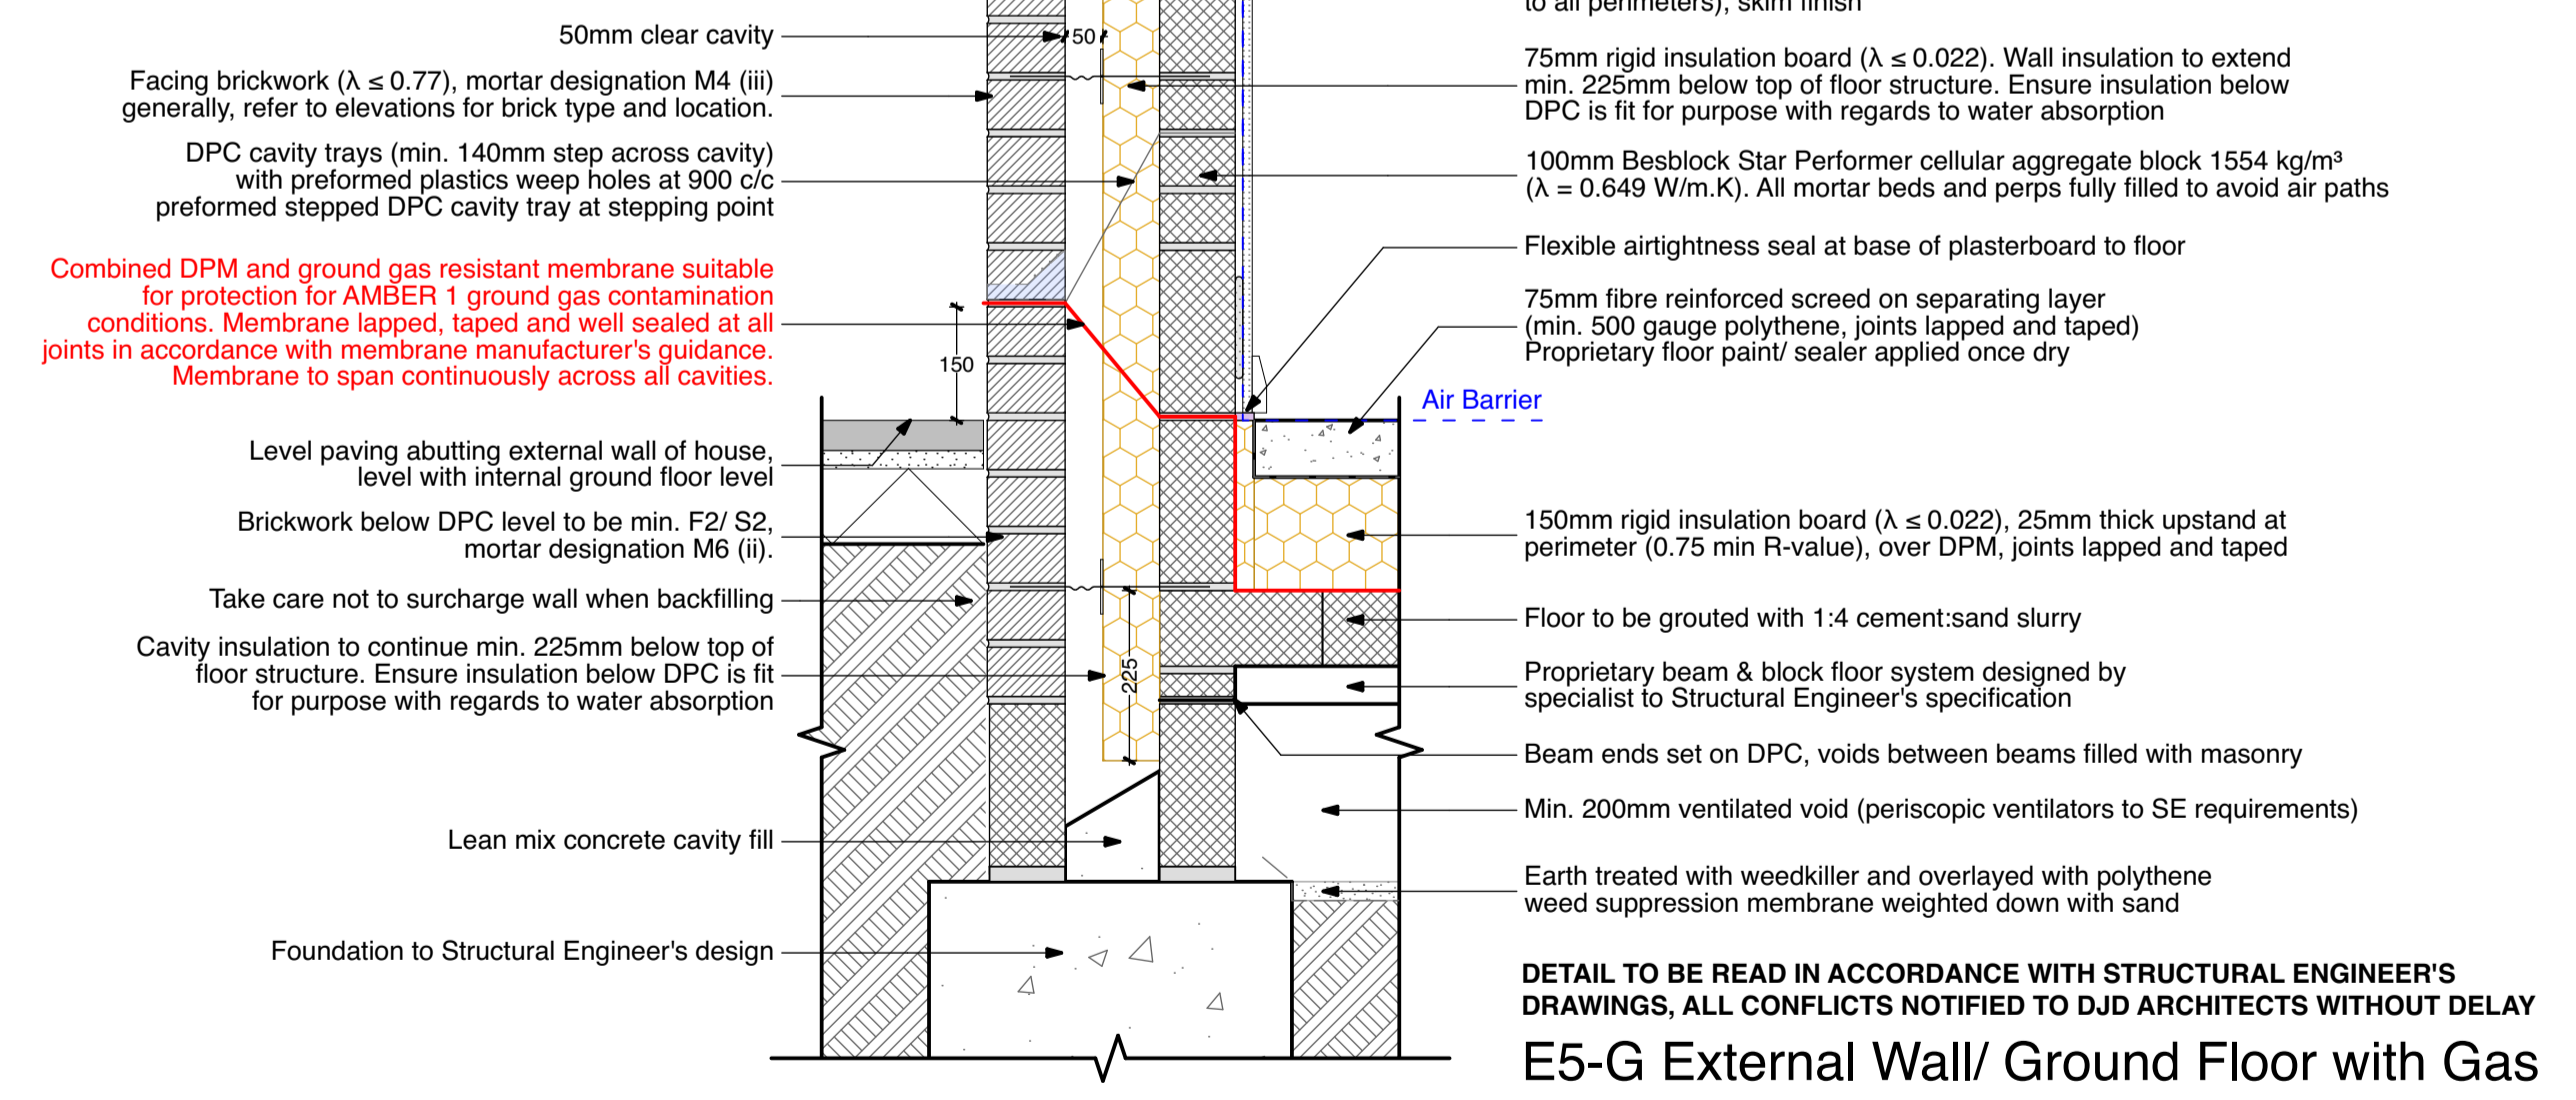 50mm clear cavity
Facing brickwork (λ ≤ 0.77), mortar designation M4 (iii)
generally, refer to elevations for brick type and location.
DPC cavity trays (min. 140mm step across cavity)
with preformed plastics weep holes at 900 c/c
preformed stepped DPC cavity tray at stepping point
Combined DPM and ground gas resistant membrane suitable
for protection for AMBER 1 ground gas contamination
conditions. Membrane lapped, taped and well sealed at all
joints in accordance with membrane manufacturer's guidance.
Membrane to span continuously across all cavities.
Level paving abutting external wall of house,
level with internal ground floor level
Brickwork below DPC level to be min. F2/ S2,
mortar designation M6 (ii).
Take care not to surcharge wall when backfilling
Cavity insulation to continue min. 225mm below top of
floor structure. Ensure insulation below DPC is fit
for purpose with regards to water absorption
Lean mix concrete cavity fill
Foundation to Structural Engineer's design
50
150
225
to all perimeters), skim finish
75mm rigid insulation board (λ ≤ 0.022). Wall insulation to extend
min. 225mm below top of floor structure. Ensure insulation below
DPC is fit for purpose with regards to water absorption
100mm Besblock Star Performer cellular aggregate block 1554 kg/m³
(λ = 0.649 W/m.K). All mortar beds and perps fully filled to avoid air paths
Flexible airtightness seal at base of plasterboard to floor
75mm fibre reinforced screed on separating layer
(min. 500 gauge polythene, joints lapped and taped)
Proprietary floor paint/ sealer applied once dry
Air Barrier
150mm rigid insulation board (λ ≤ 0.022), 25mm thick upstand at
perimeter (0.75 min R-value), over DPM, joints lapped and taped
Floor to be grouted with 1:4 cement:sand slurry
Proprietary beam & block floor system designed by
specialist to Structural Engineer's specification
Beam ends set on DPC, voids between beams filled with masonry
Min. 200mm ventilated void (periscopic ventilators to SE requirements)
Earth treated with weedkiller and overlayed with polythene
weed suppression membrane weighted down with sand
DETAIL TO BE READ IN ACCORDANCE WITH STRUCTURAL ENGINEER'S
DRAWINGS, ALL CONFLICTS NOTIFIED TO DJD ARCHITECTS WITHOUT DELAY
E5-G External Wall/ Ground Floor with Gas